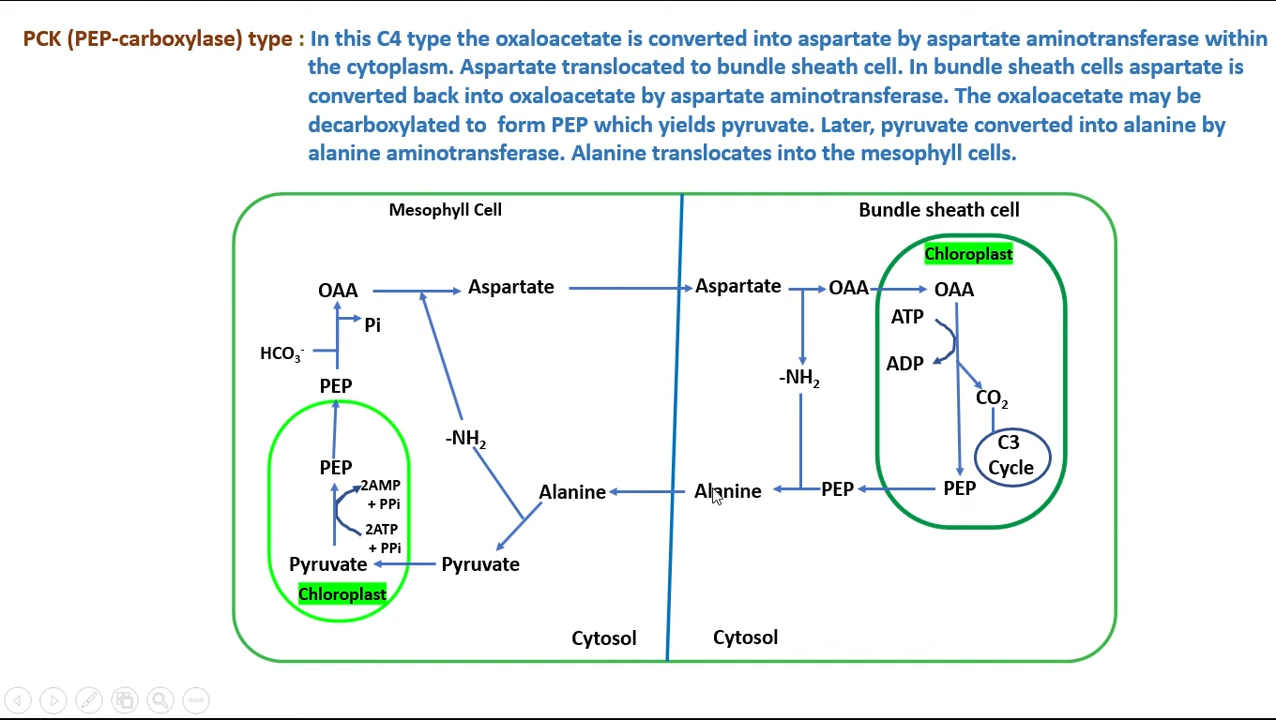 PCK (PEP-carboxylase) type : In this C4 type the oxaloacetate is converted into aspartate by aspartate aminotransferase within
the cytoplasm. Aspartate translocated to bundle sheath cell. In bundle sheath cells aspartate is
converted back into oxaloacetate by aspartate aminotransferase. The oxaloacetate may be
decarboxylated to form PEP which yields pyruvate. Later, pyruvate converted into alanine by
alanine aminotransferase. Alanine translocates into the mesophyll cells.
Mesophyll Cell
Bundle sheath cell
Chloroplast
OAA
Aspartate
Aspartate
OAA
OAA
Pi
ATP
HCO₃⁻
ADP
PEP
-NH₂
CO₂
-NH₂
C3
Cycle
PEP
2AMP
+ PPi
Alanine
Alanine
PEP
PEP
2ATP
+ PPi
Pyruvate
Pyruvate
Chloroplast
Cytosol
Cytosol